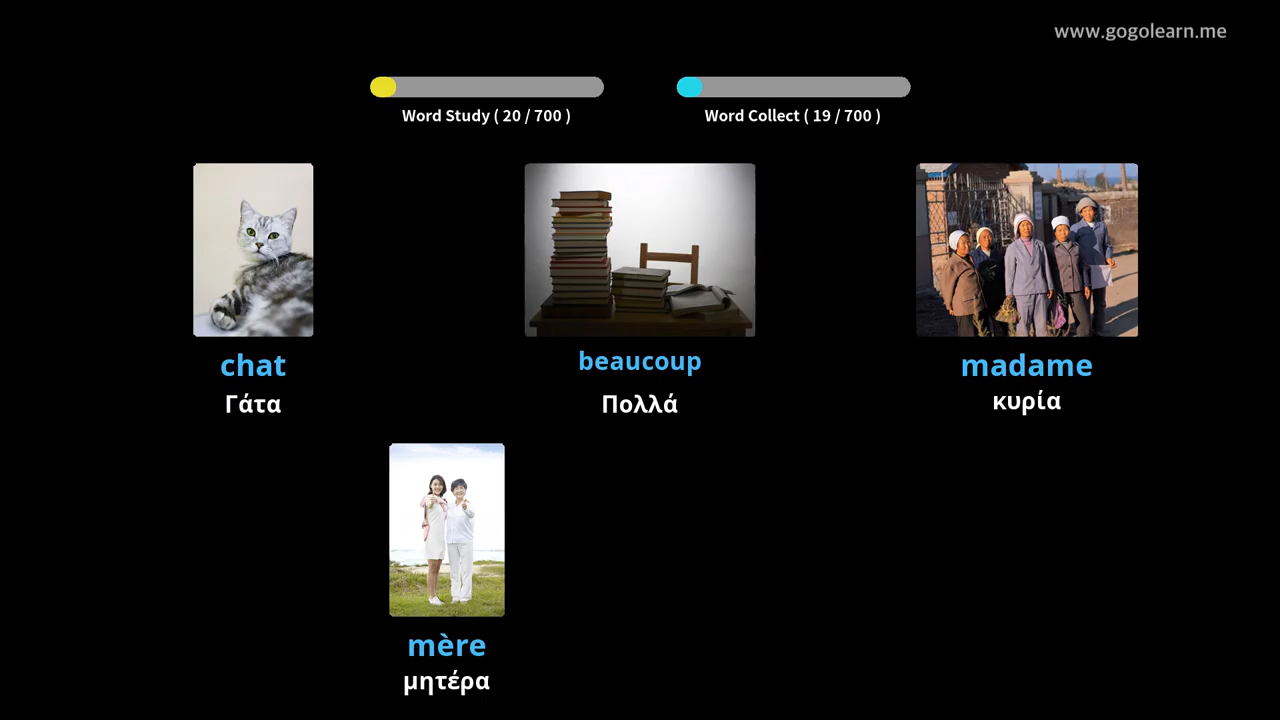 www.gogolearn.me
Word Study ( 20 / 700 )
Word Collect ( 19 / 700 )
chat
Γάτα
beaucoup
Πολλά
madame
κυρία
mère
μητέρα